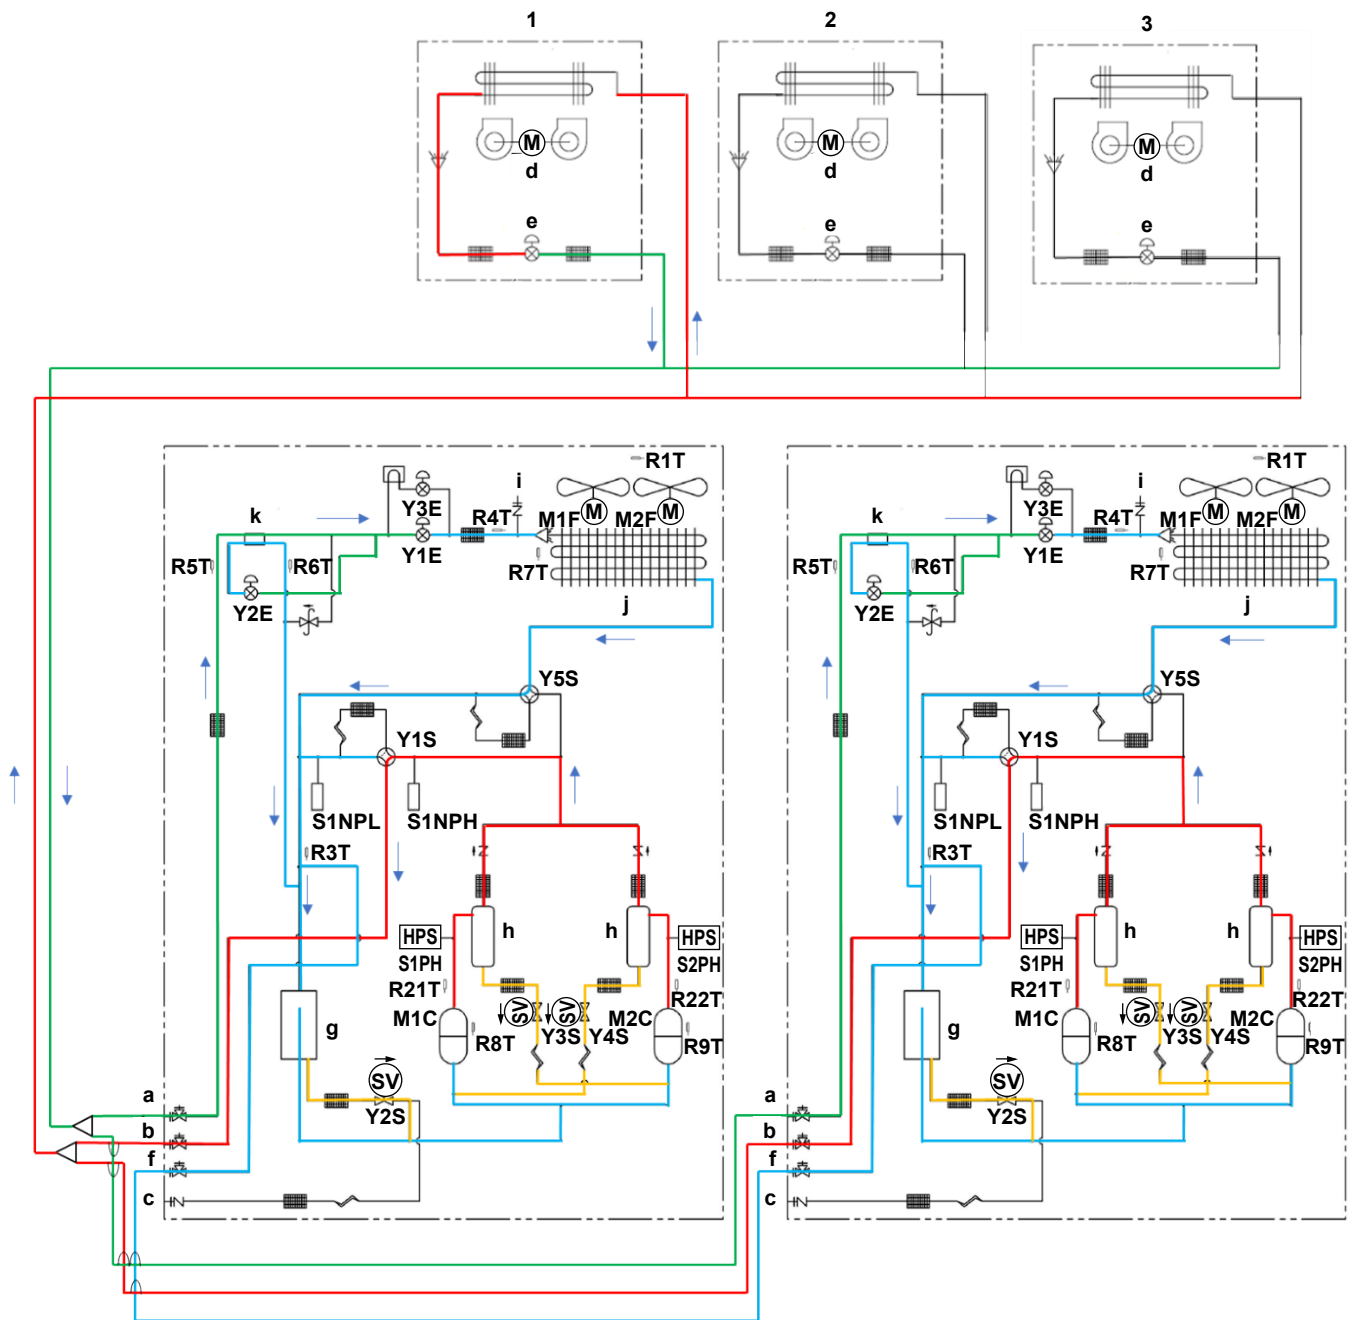 1 2 3
M M M
d d d
e e e
R1T R1T
i i
Y3E M1F M M2F M Y3E M1F M M2F M
k R4T k R4T
Y1E Y1E
R5T R6T R7T R5T R6T R7T
Y2E j Y2E j
Y5S Y5S
Y1S Y1S
S1NPL S1NPH S1NPL S1NPH
R3T R3T
HPS h h HPS HPS h h HPS
S1PH S2PH S1PH S2PH
R21T R22T R21T R22T
M1C SV SV M2C M1C SV SV M2C
g R8T Y3S Y4S R9T g R8T Y3S Y4S R9T
SV SV
a Y2S a Y2S
b b
f f
c c